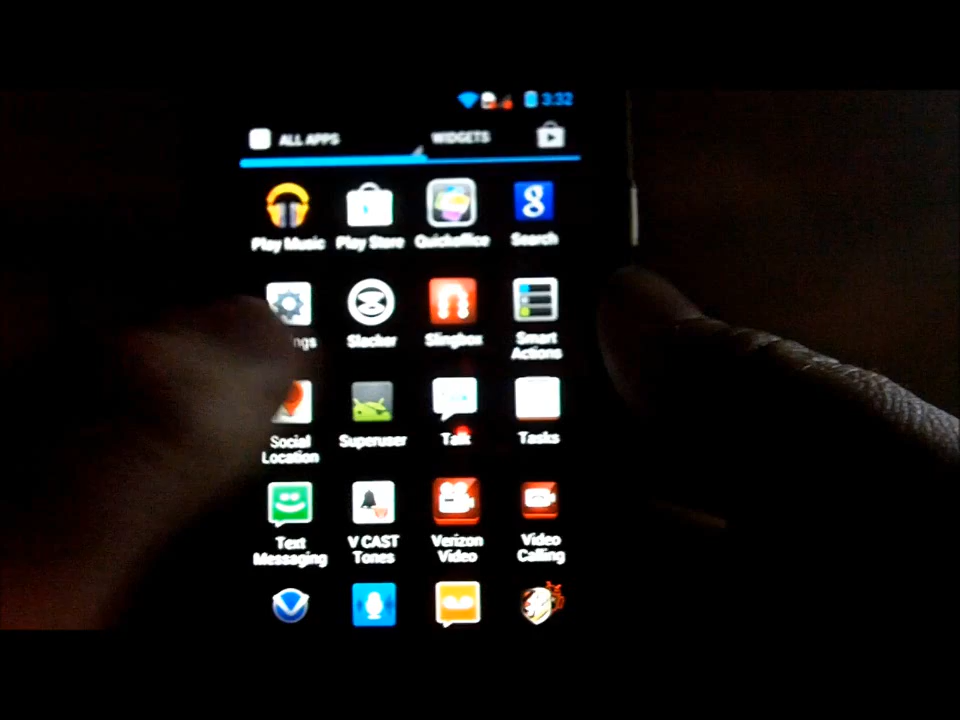 3:32
ALL APPS WIDGETS
Play Music Play Store Quickoffice Search
ngs Slacker Slingbox Smart
Actions
Social Superuser Talk Tasks
Location
Text V CAST Verizon Video
Messaging Tones Video Calling